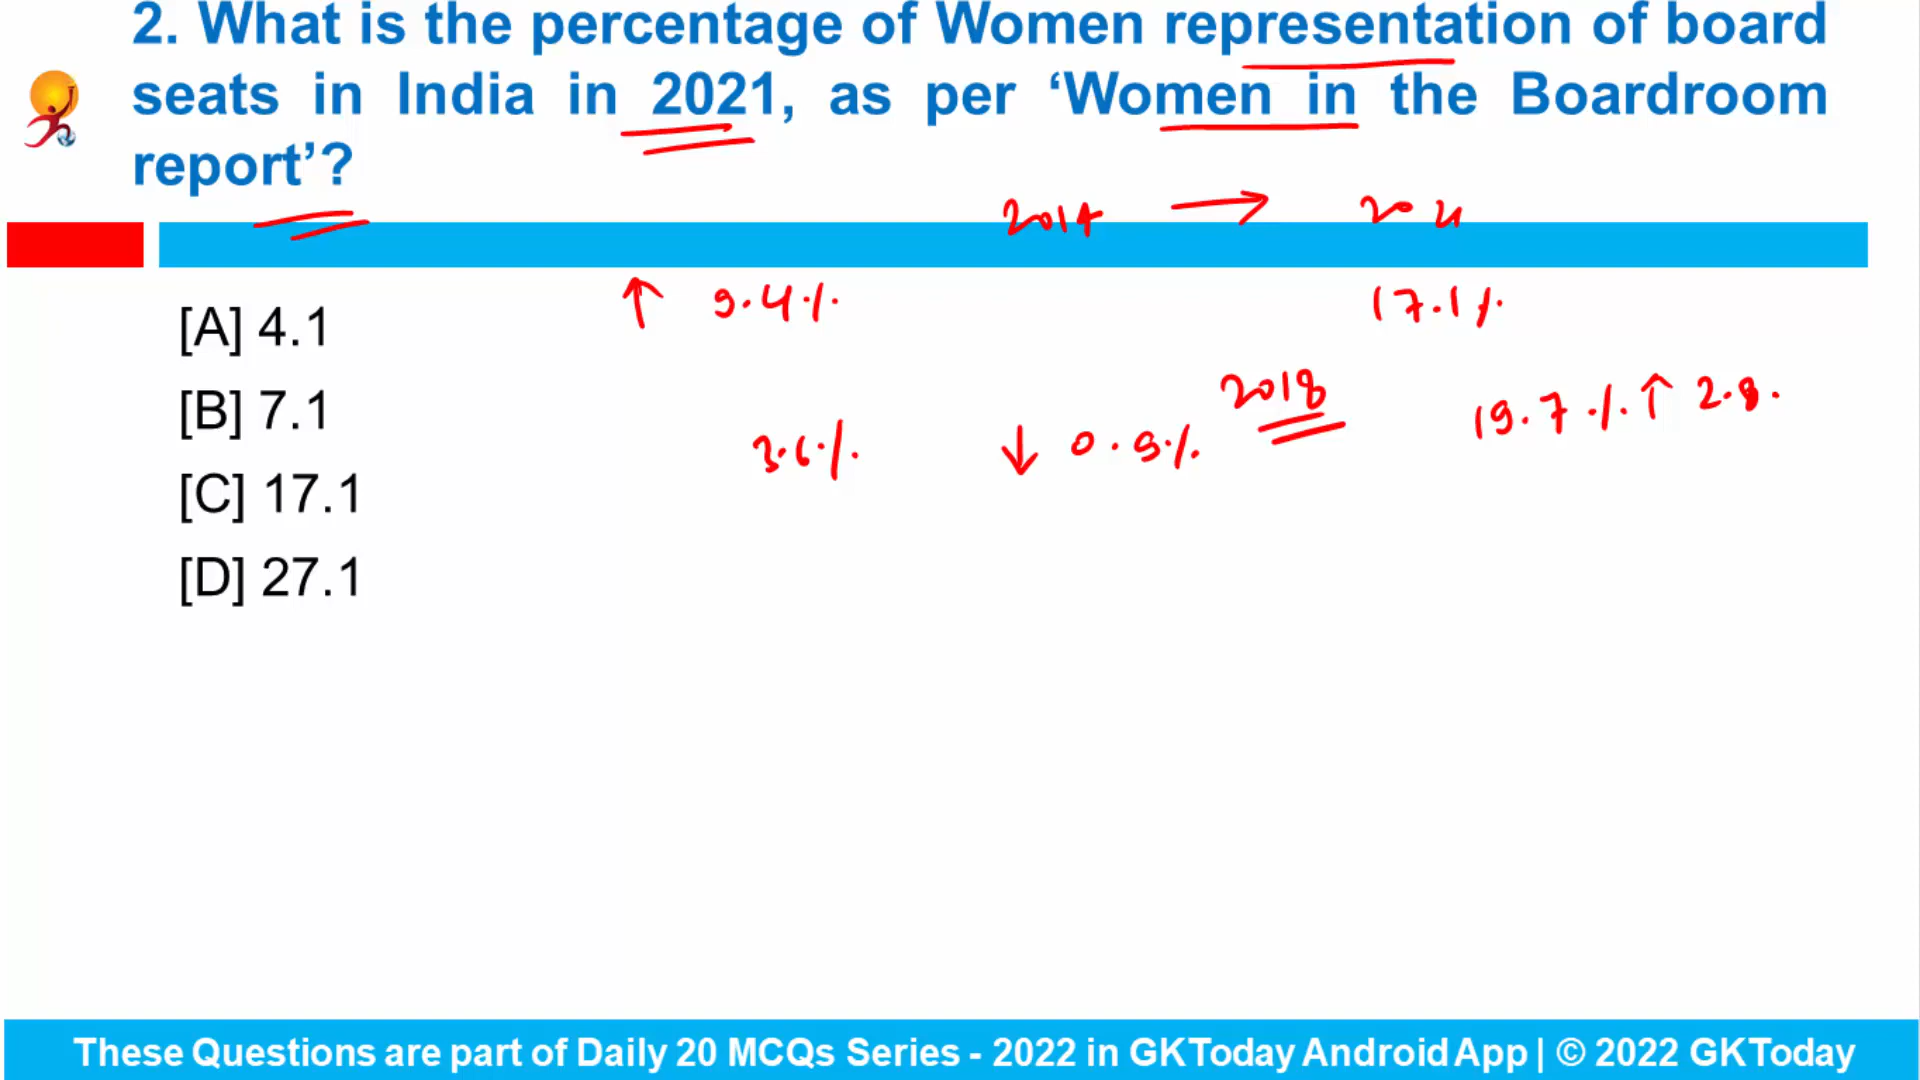 2. What is the percentage of Women representation of board
seats in India in 2021, as per ‘Women in the Boardroom
report’?
2014 → 2021
↑ 9.4%
17.1%
[A] 4.1
2018
19.7% ↑ 2.8.
[B] 7.1
3.6%
↓ 0.9%
[C] 17.1
[D] 27.1
These Questions are part of Daily 20 MCQs Series - 2022 in GKToday Android App | © 2022 GKToday